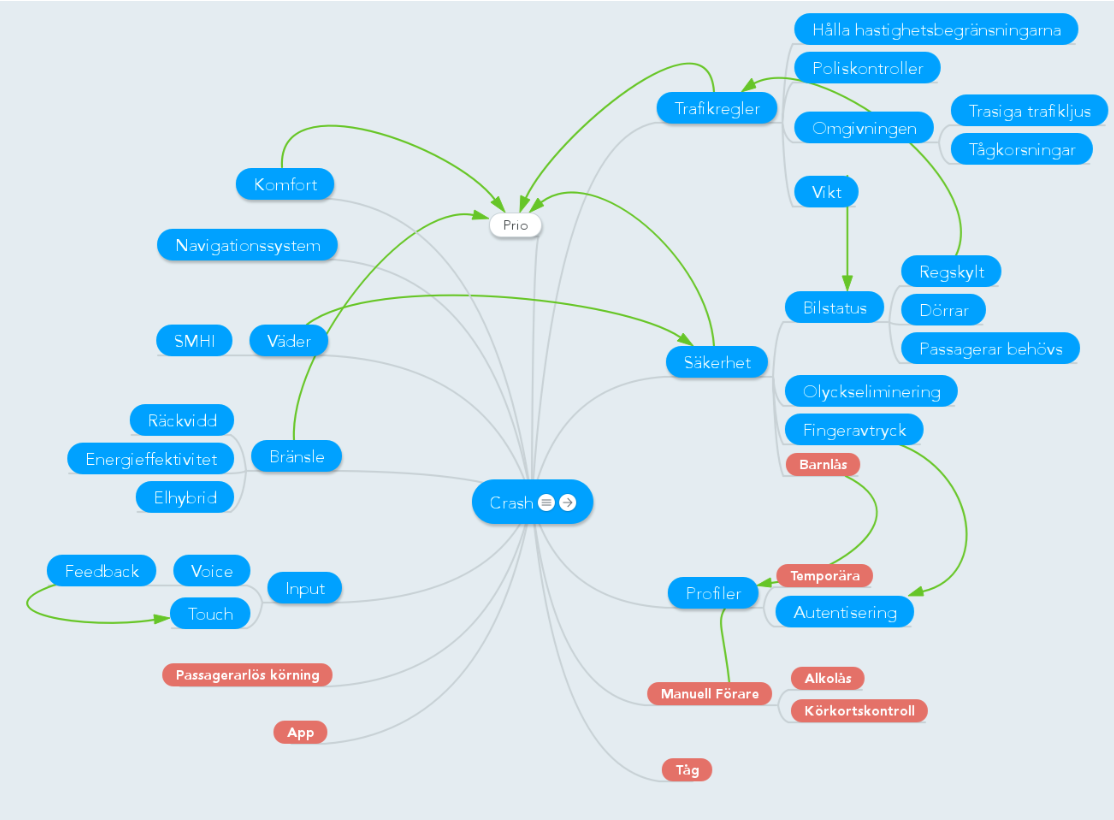 Hålla hastighetsbegränsningarna
Poliskontroller
Trafikregler
Omgivningen
Trasiga trafikljus
Tågkorsningar
Vikt
Komfort
Prio
Navigationssystem
Regskylt
Bilstatus
Dörrar
Passagerar behövs
SMHI
Väder
Säkerhet
Olyckseliminering
Fingeravtryck
Barnlås
Räckvidd
Energieffektivitet
Elhybrid
Bränsle
Crash
Feedback
Voice
Touch
Input
Profiler
Temporära
Autentisering
Passagerarlös körning
Manuell Förare
Alkolås
Körkortskontroll
App
Tåg